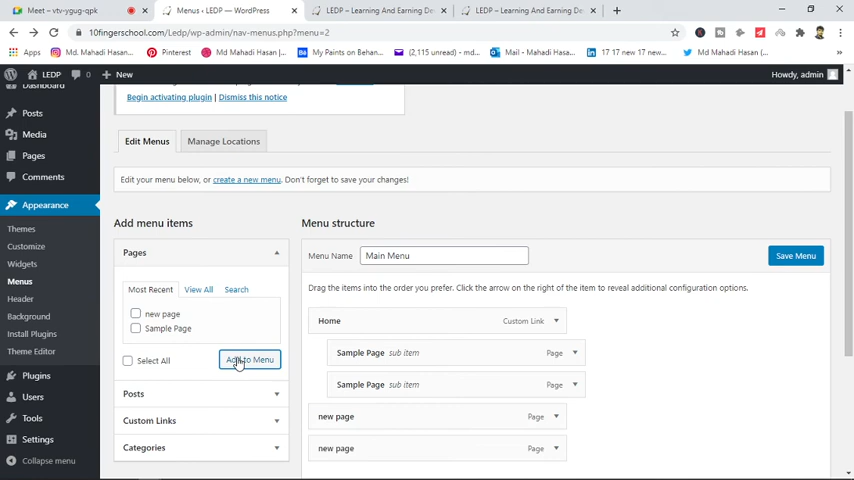 Meet – vtv-ygug-qpk
Menus ‹ LEDP — WordPress
LEDP – Learning And Earning De
LEDP – Learning And Earning De
10fingerschool.com/Ledp/wp-admin/nav-menus.php?menu=2
Apps
M Inbox
Md. Mahadi Hasan...
Pinterest
Md Mahadi Hasan (...
My Paints on Behan...
(2,115 unread) - md...
Mail - Mahadi Hasa...
17 17 new 17 new...
Md Mahadi Hasan (...
LEDP
0
New
Howdy, admin
Dashboard
Posts
Media
Pages
Comments
Appearance
Themes
Customize
Widgets
Menus
Header
Background
Install Plugins
Theme Editor
Plugins
Users
Tools
Settings
Collapse menu
Begin activating plugin | Dismiss this notice
Edit Menus
Manage Locations
Edit your menu below, or create a new menu. Don't forget to save your changes!
Add menu items
Pages
Most Recent
View All
Search
new page
Sample Page
Select All
Add to Menu
Posts
Custom Links
Categories
Menu structure
Menu Name
Main Menu
Save Menu
Drag the items into the order you prefer. Click the arrow on the right of the item to reveal additional configuration options.
Home
Custom Link
Sample Page sub item
Page
Sample Page sub item
Page
new page
Page
new page
Page